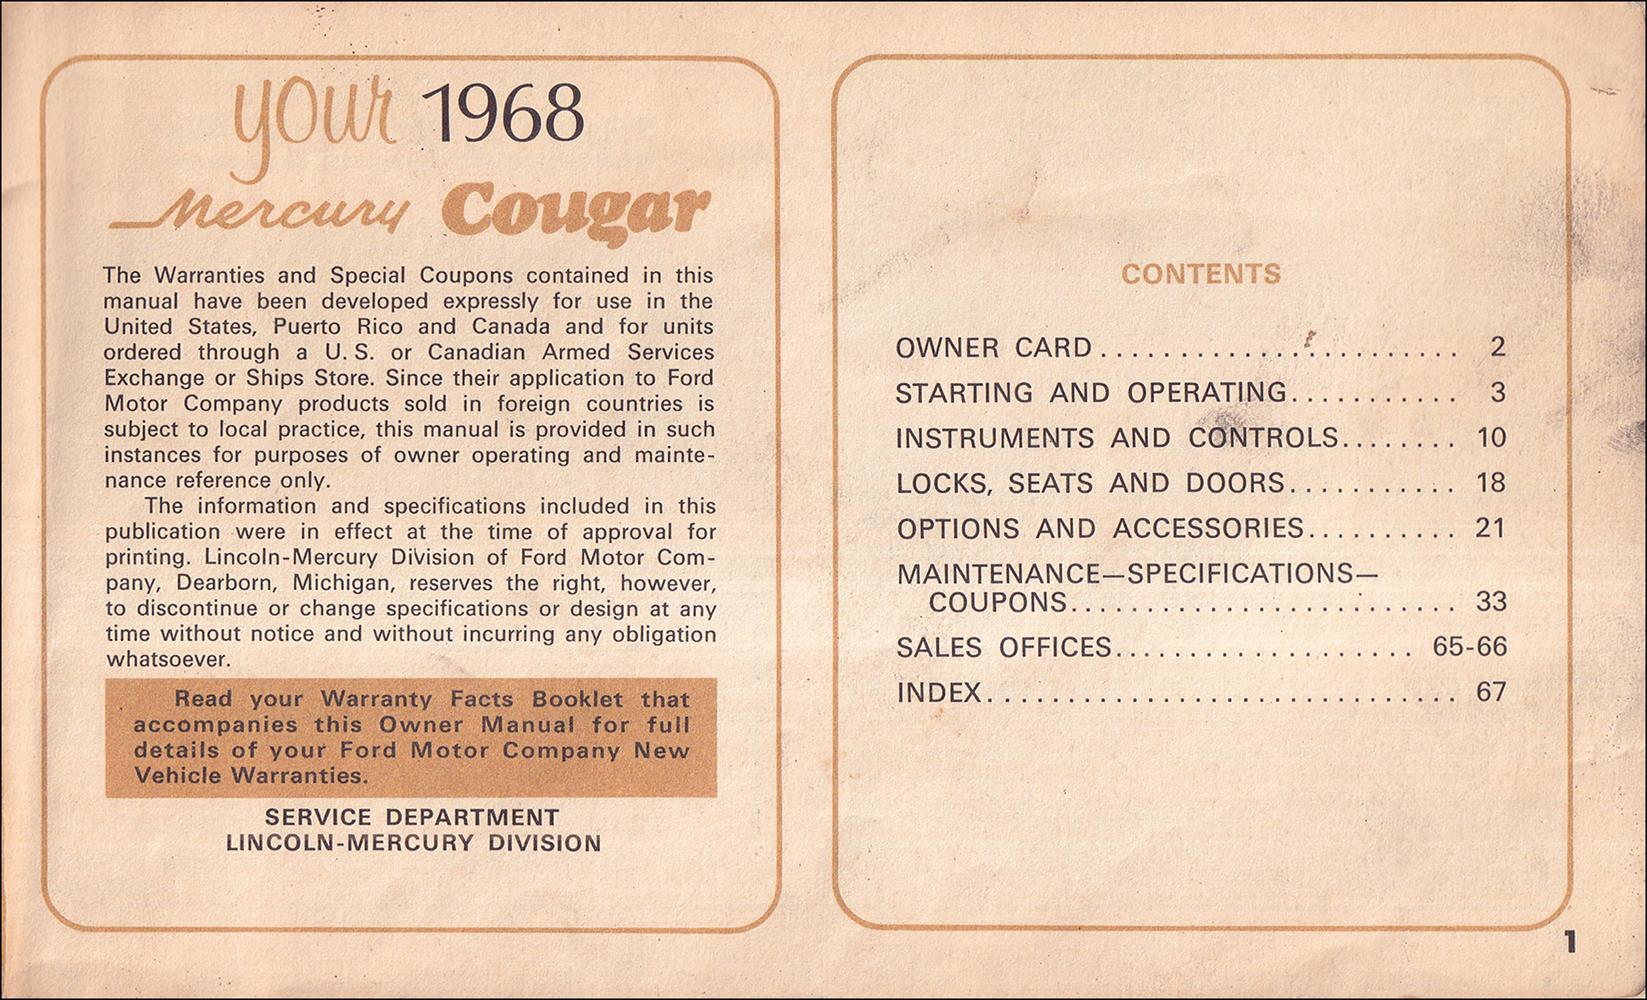 your 1968
Mercury Cougar
The Warranties and Special Coupons contained in this
manual have been developed expressly for use in the
United States, Puerto Rico and Canada and for units
ordered through a U. S. or Canadian Armed Services
Exchange or Ships Store. Since their application to Ford
Motor Company products sold in foreign countries is
subject to local practice, this manual is provided in such
instances for purposes of owner operating and mainte-
nance reference only.
The information and specifications included in this
publication were in effect at the time of approval for
printing. Lincoln-Mercury Division of Ford Motor Com-
pany, Dearborn, Michigan, reserves the right, however,
to discontinue or change specifications or design at any
time without notice and without incurring any obligation
whatsoever.
Read your Warranty Facts Booklet that
accompanies this Owner Manual for full
details of your Ford Motor Company New
Vehicle Warranties.
SERVICE DEPARTMENT
LINCOLN-MERCURY DIVISION
CONTENTS
OWNER CARD........................ 2
STARTING AND OPERATING........... 3
INSTRUMENTS AND CONTROLS........ 10
LOCKS, SEATS AND DOORS........... 18
OPTIONS AND ACCESSORIES.......... 21
MAINTENANCE—SPECIFICATIONS—
COUPONS.......................... 33
SALES OFFICES.................... 65-66
INDEX................................ 67
1